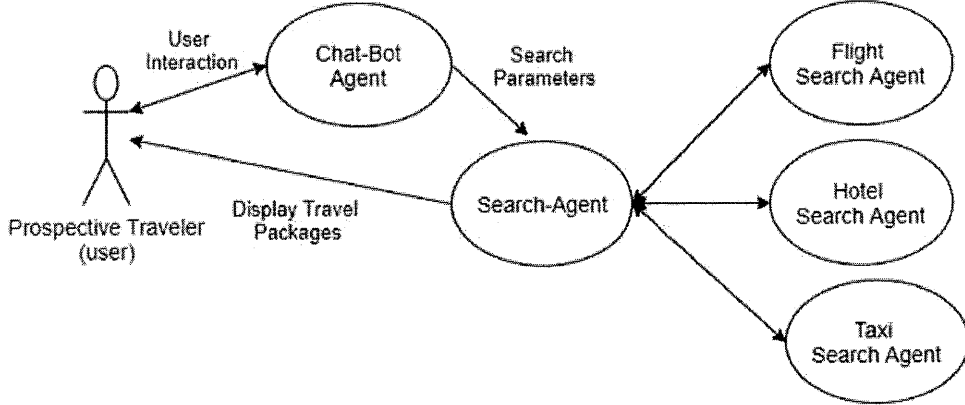 User
Interaction
Chat-Bot
Agent
Search
Parameters
Flight
Search Agent
Search-Agent
Hotel
Search Agent
Display Travel
Packages
Prospective Traveler
(user)
Taxi
Search Agent